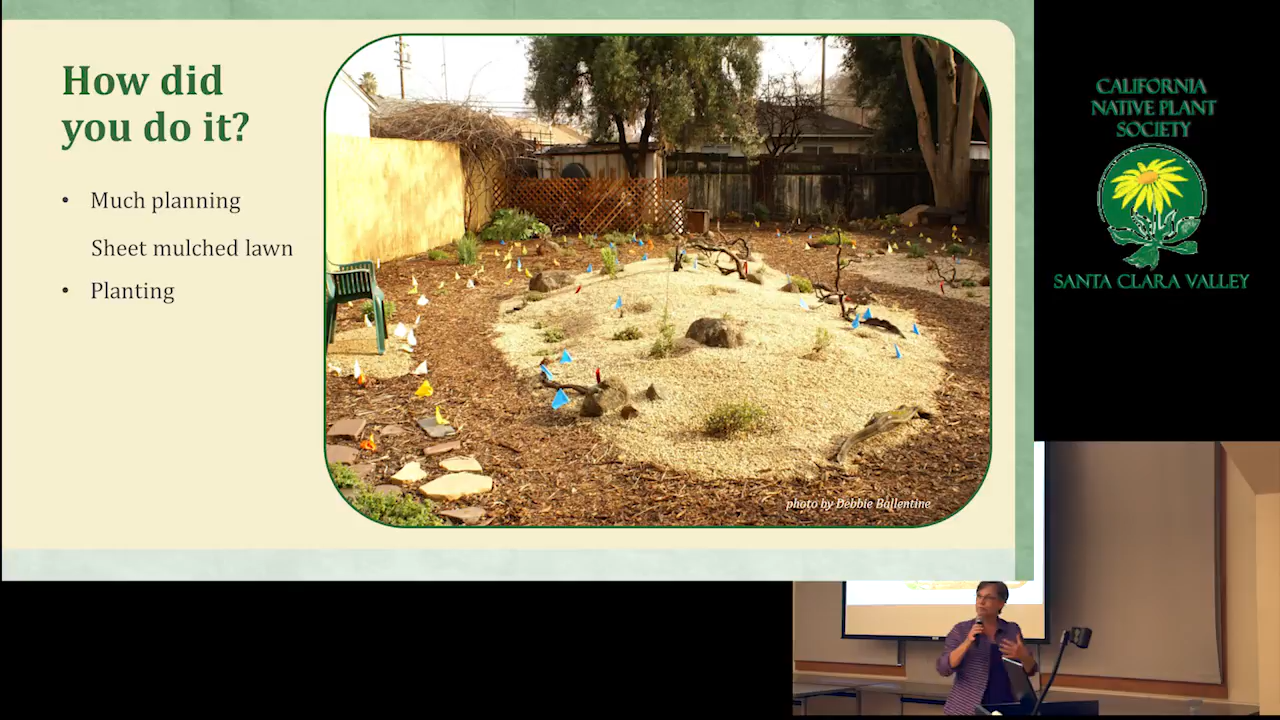 How did
you do it?
• Much planning
Sheet mulched lawn
• Planting
photo by Debbie Ballentine
CALIFORNIA
NATIVE PLANT
SOCIETY
SANTA CLARA VALLEY